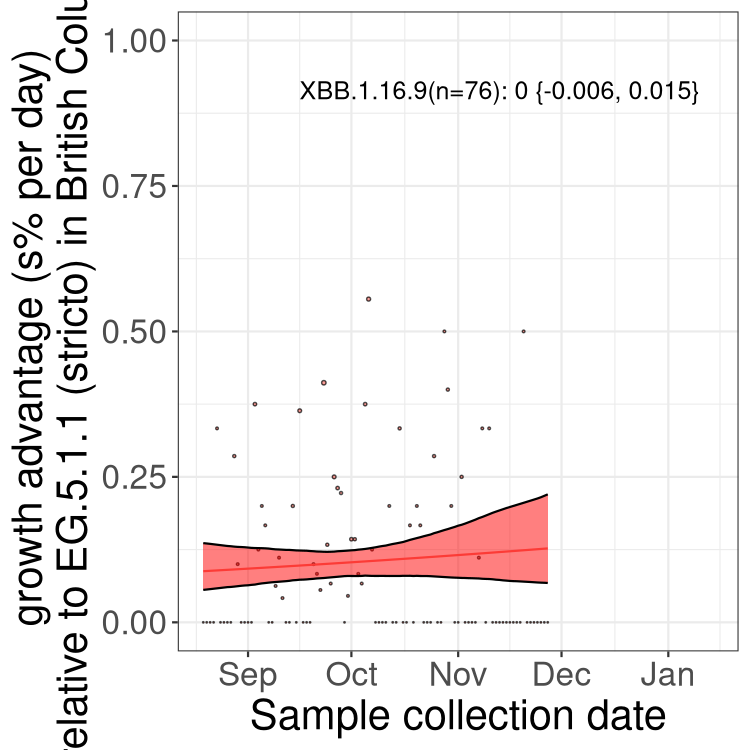 growth advantage (s% per day)
relative to EG.5.1.1 (stricto) in British
1.00
0.75
0.50
0.25
0.00
XBB.1.16.9(n=76): 0 {-0.006, 0.015}
Sep Oct Nov Dec Jan
Sample collection date